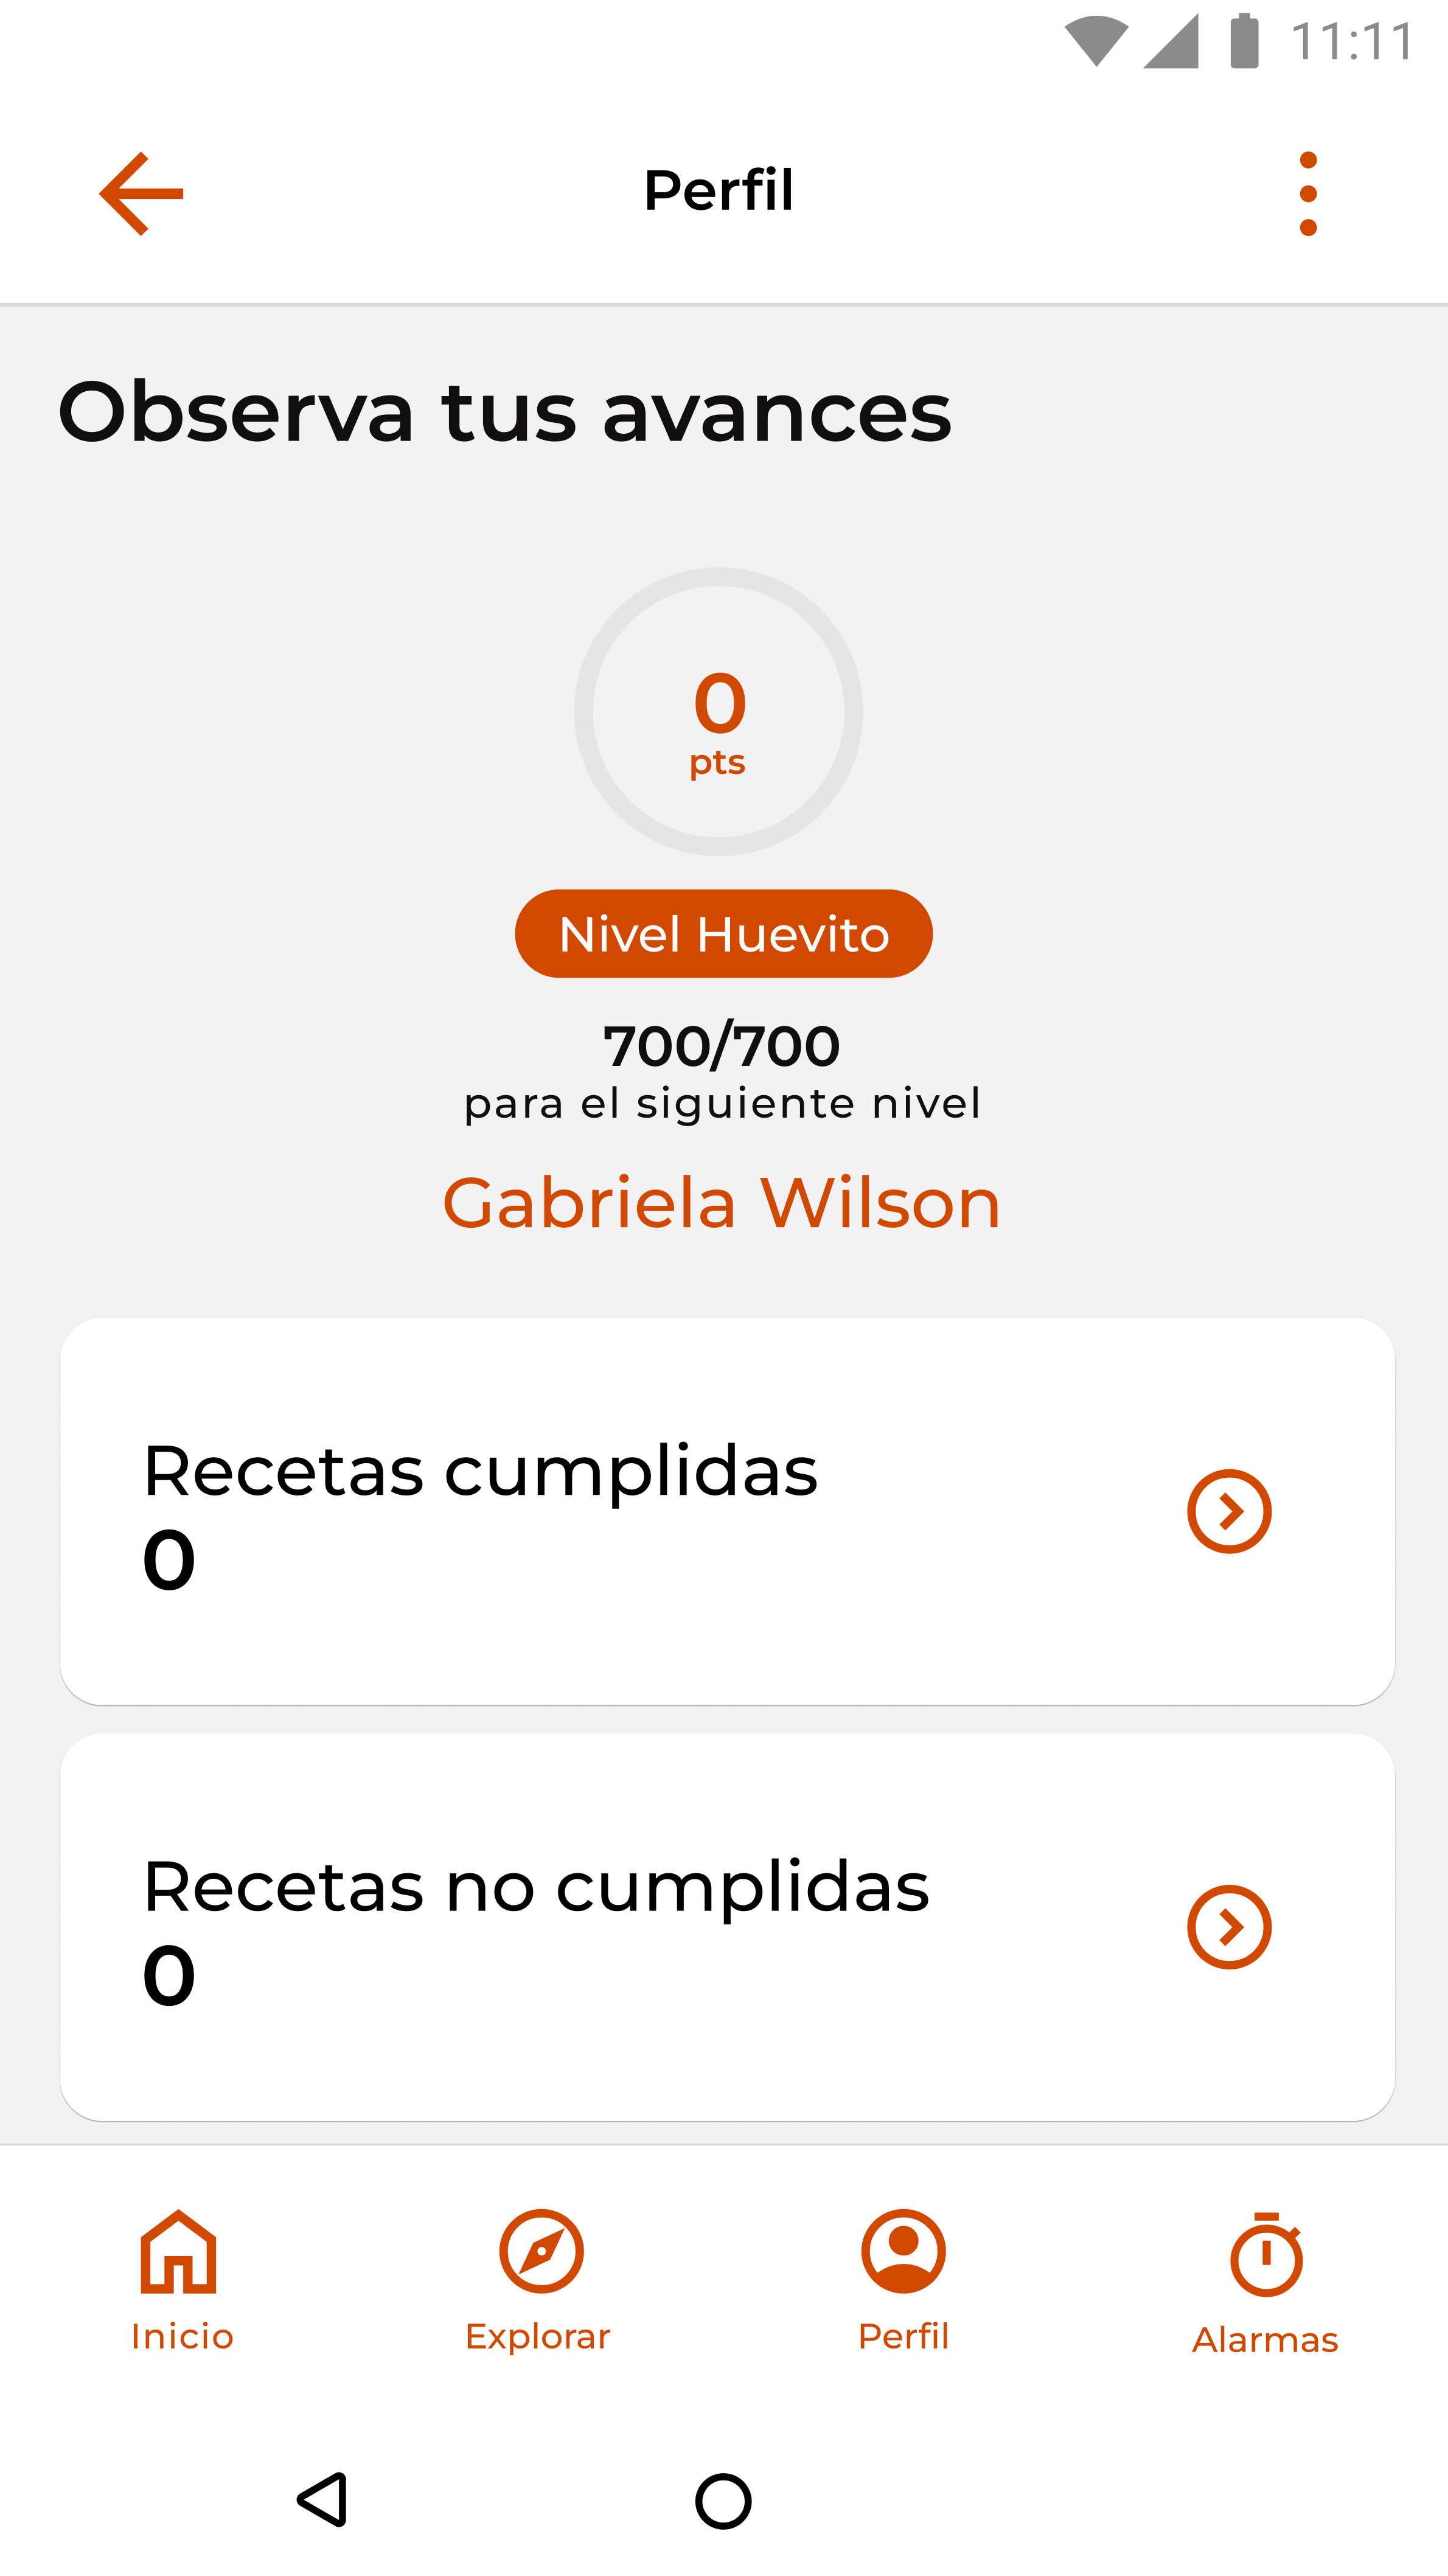 11:11
Perfil
Observa tus avances
0
pts
Nivel Huevito
700/700
para el siguiente nivel
Gabriela Wilson
Recetas cumplidas
0
Recetas no cumplidas
0
Inicio
Explorar
Perfil
Alarmas